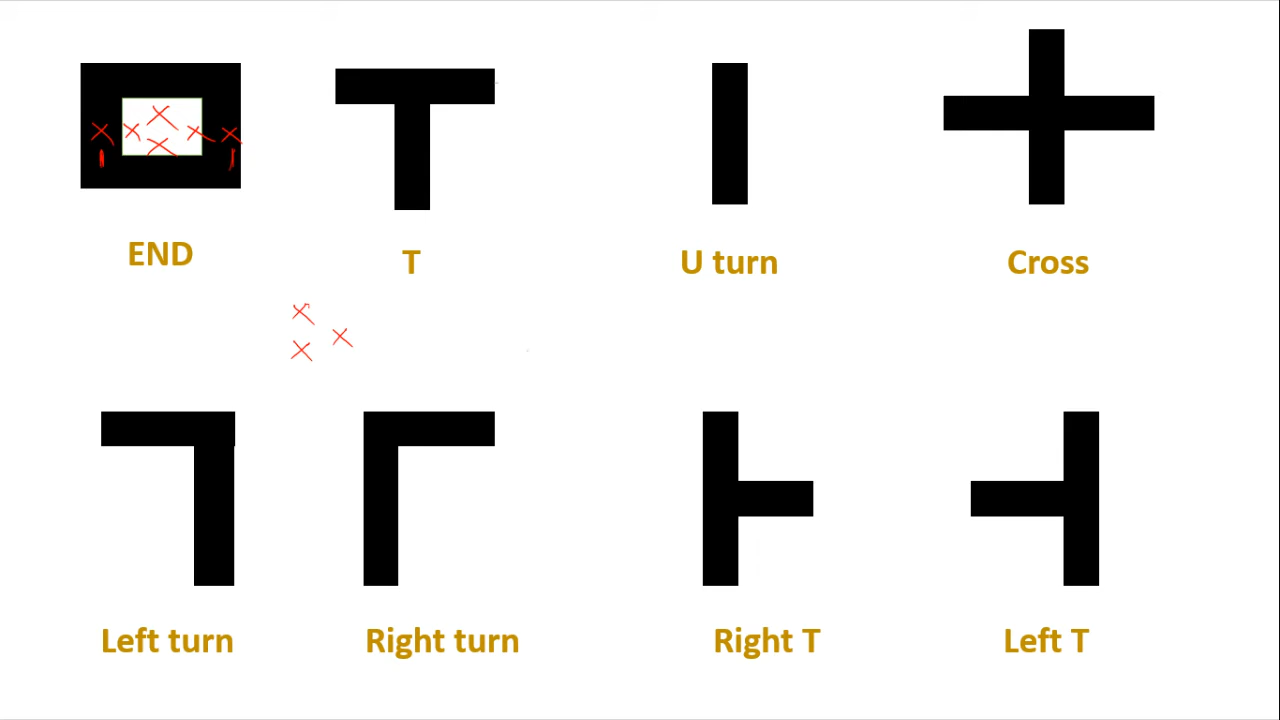 END
T
U turn
Cross
Left turn
Right turn
Right T
Left T